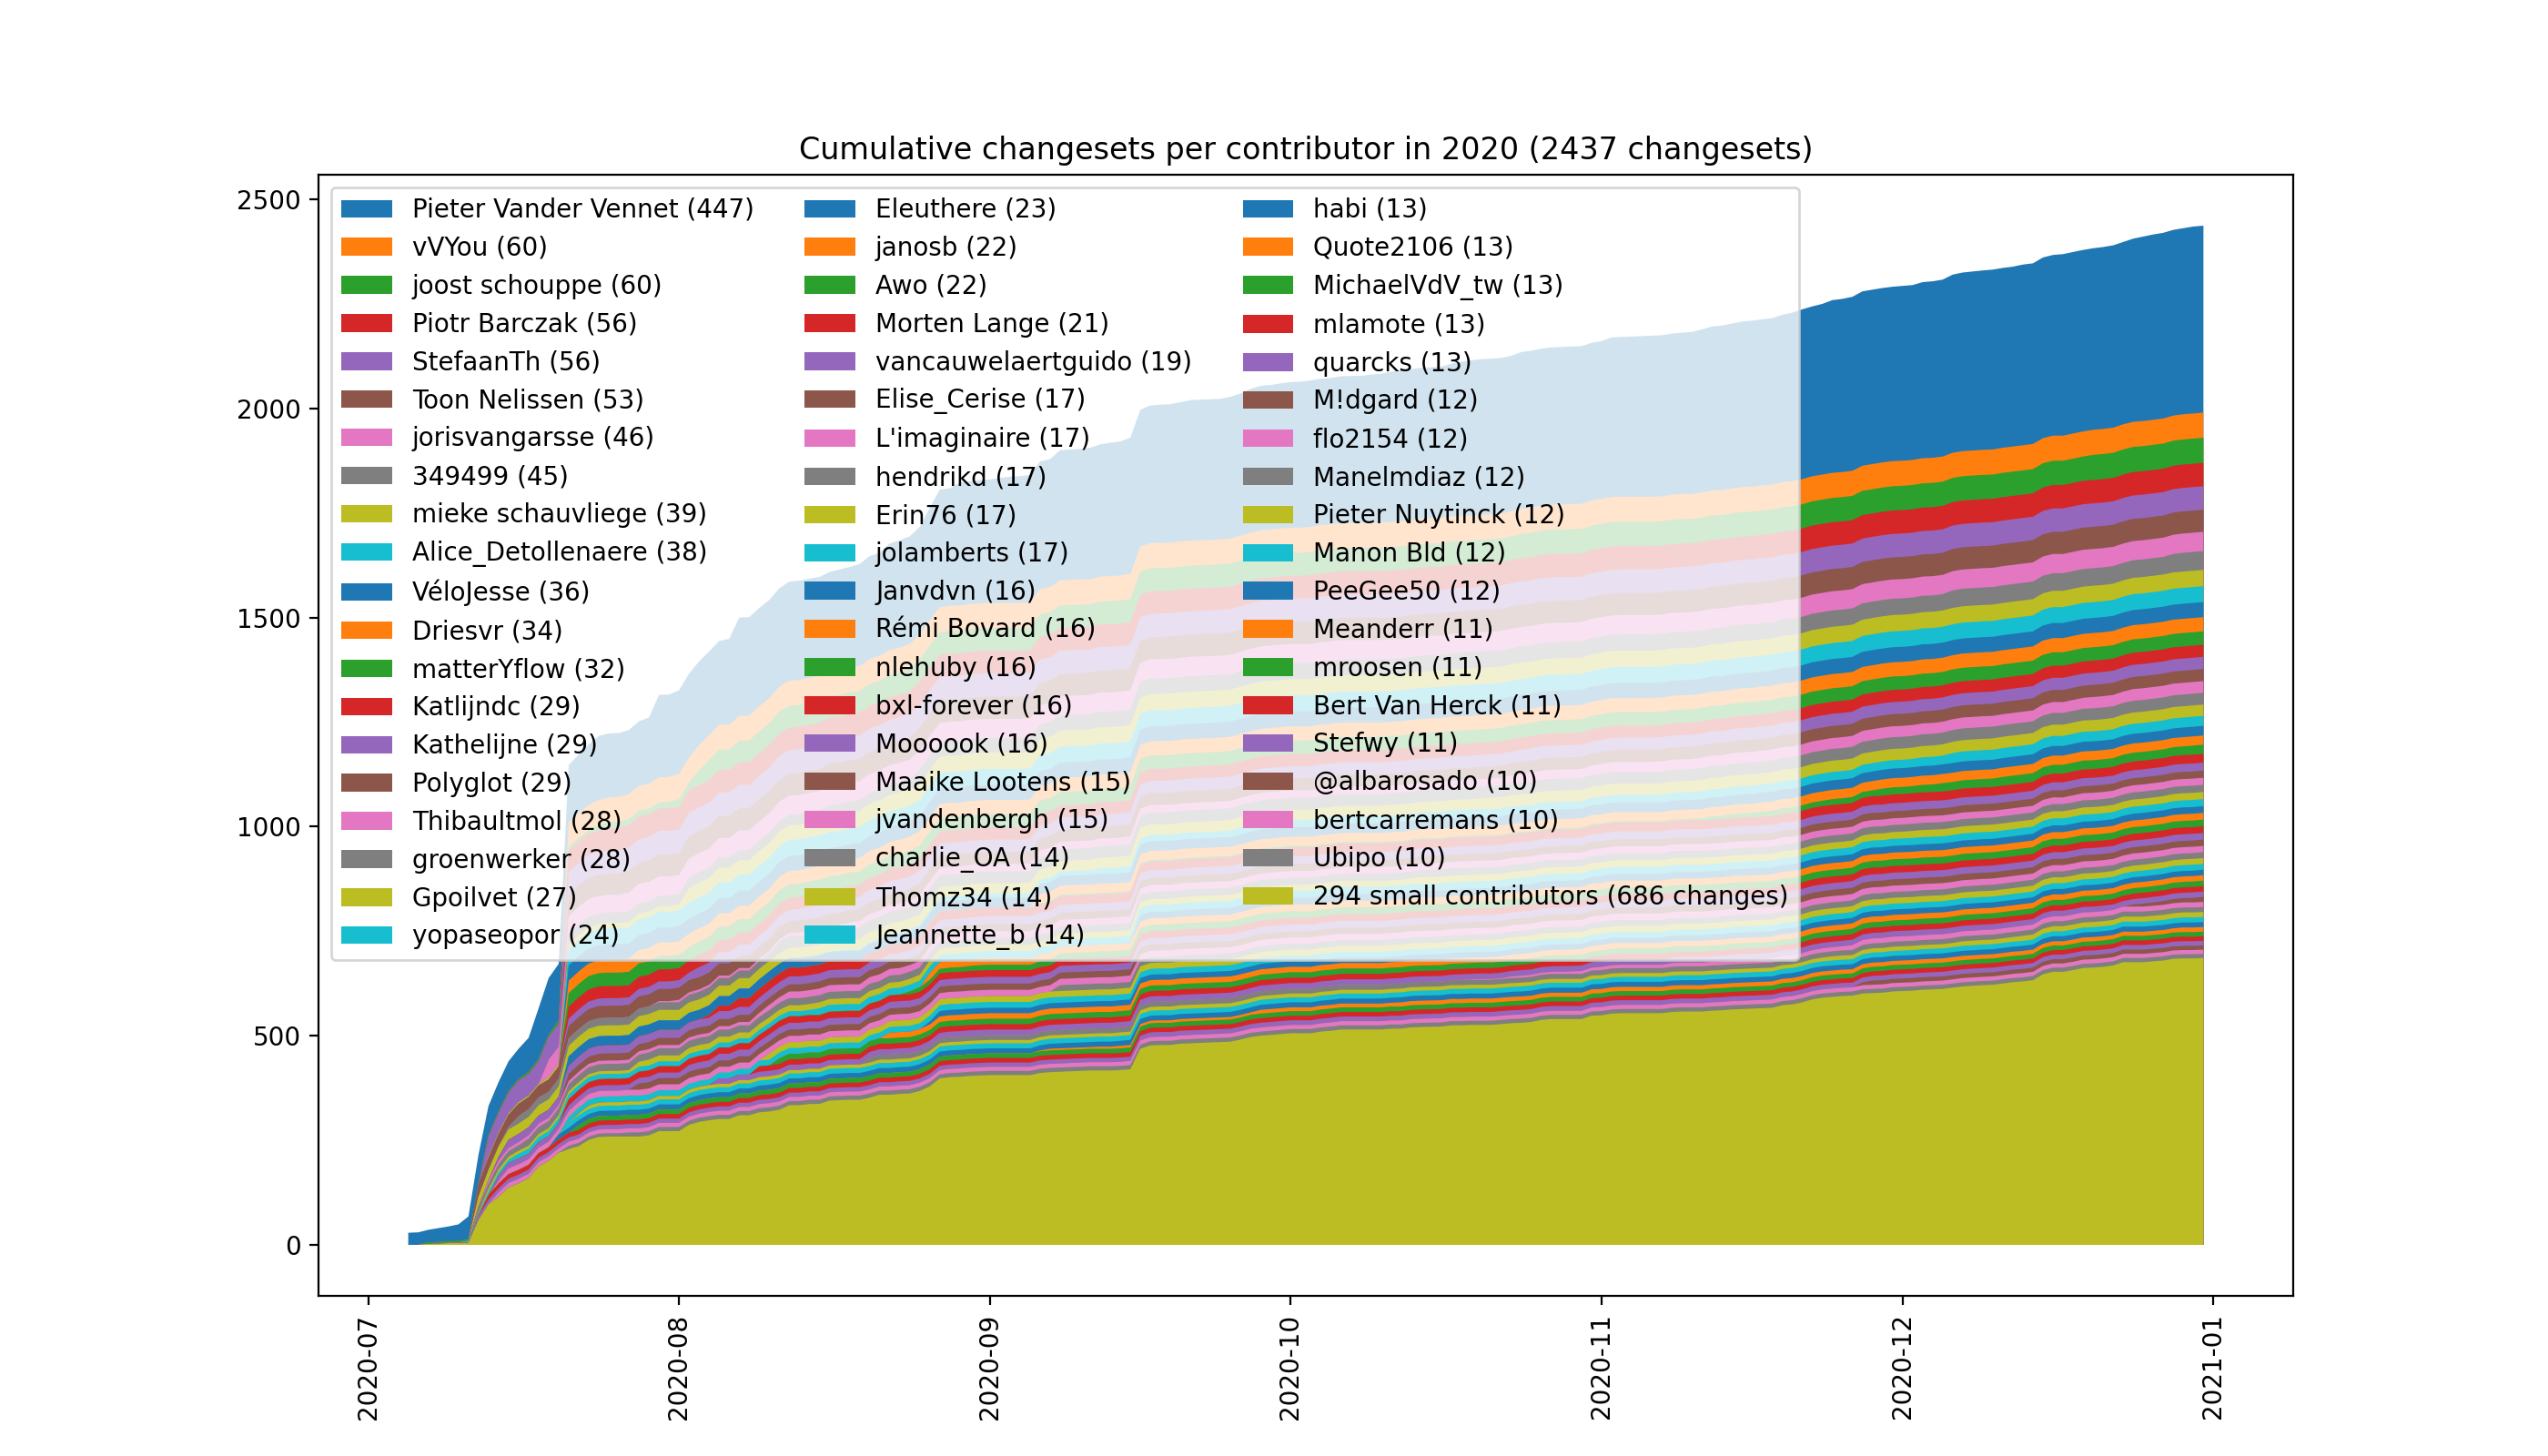 Cumulative changesets per contributor in 2020 (2437 changesets)
2500
2000
1500
1000
500
0
Pieter Vander Vennet (447)
vVYou (60)
joost schouppe (60)
Piotr Barczak (56)
StefaanTh (56)
Toon Nelissen (53)
jorisvangarsse (46)
349499 (45)
mieke schauvliege (39)
Alice_Detollenaere (38)
VéloJesse (36)
Driesvr (34)
matterYflow (32)
Katlijndc (29)
Kathelijne (29)
Polyglot (29)
Thibaultmol (28)
groenwerker (28)
Gpoilvet (27)
yopaseopor (24)
Eleuthere (23)
janosb (22)
Awo (22)
Morten Lange (21)
vancauwelaertguido (19)
Elise_Cerise (17)
L'imaginaire (17)
hendrikd (17)
Erin76 (17)
jolamberts (17)
Janvdvn (16)
Rémi Bovard (16)
nlehuby (16)
bxl-forever (16)
Moooook (16)
Maaike Lootens (15)
jvandenbergh (15)
charlie_OA (14)
Thomz34 (14)
Jeannette_b (14)
habi (13)
Quote2106 (13)
MichaelVdV_tw (13)
mlamote (13)
quarcks (13)
M!dgard (12)
flo2154 (12)
Manelmdiaz (12)
Pieter Nuytinck (12)
Manon Bld (12)
PeeGee50 (12)
Meanderr (11)
mroosen (11)
Bert Van Herck (11)
Stefwy (11)
@albarosado (10)
bertcarremans (10)
Ubipo (10)
294 small contributors (686 changes)
2020-07
2020-08
2020-09
2020-10
2020-11
2020-12
2021-01